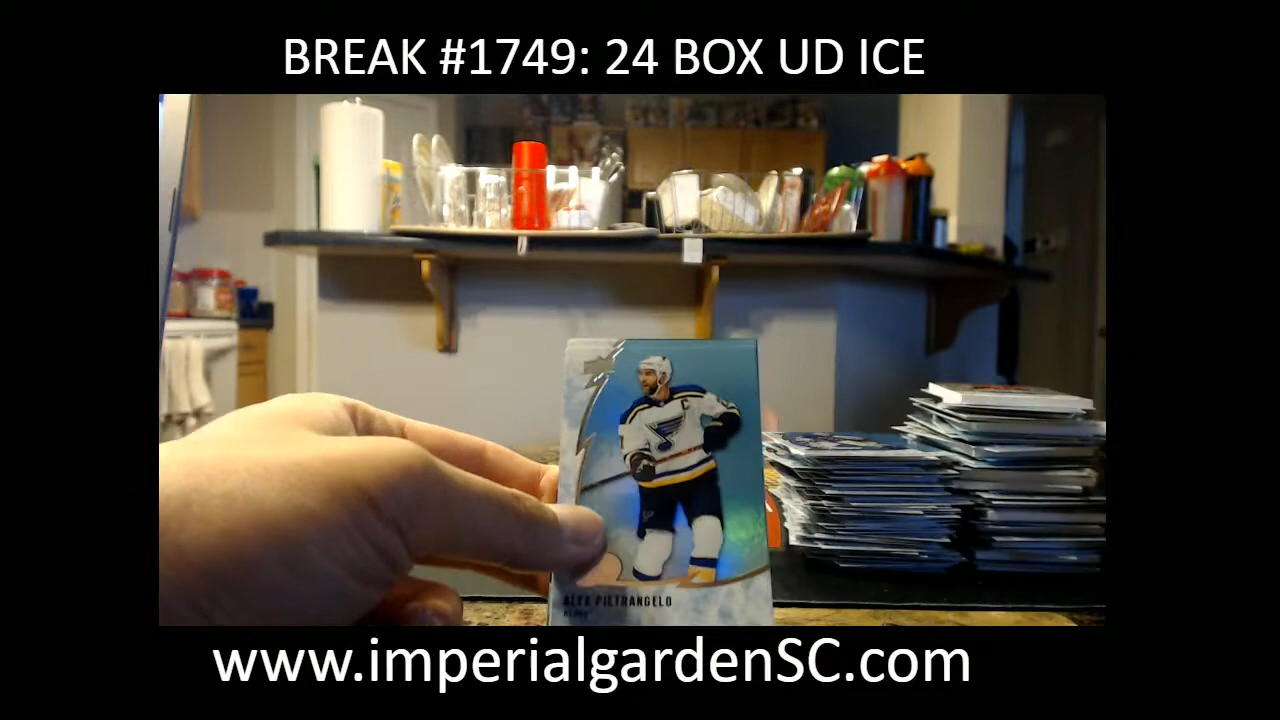 BREAK #1749: 24 BOX UD ICE
C
ALEX PIETRANGELO
www.imperialgardenSC.com